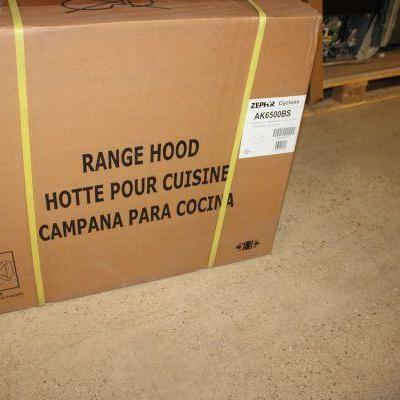 ZEPHYR Cyclone
AK6500BS
RANGE HOOD
HOTTE POUR CUISINE
CAMPANA PARA COCINA